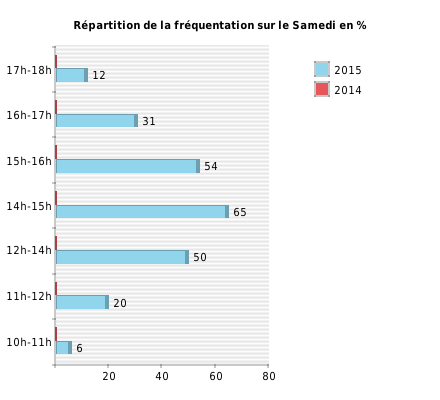 Répartition de la fréquentation sur le Samedi en %
2015
2014
17h-18h 12
16h-17h 31
15h-16h 54
14h-15h 65
12h-14h 50
11h-12h 20
10h-11h 6
20 40 60 80